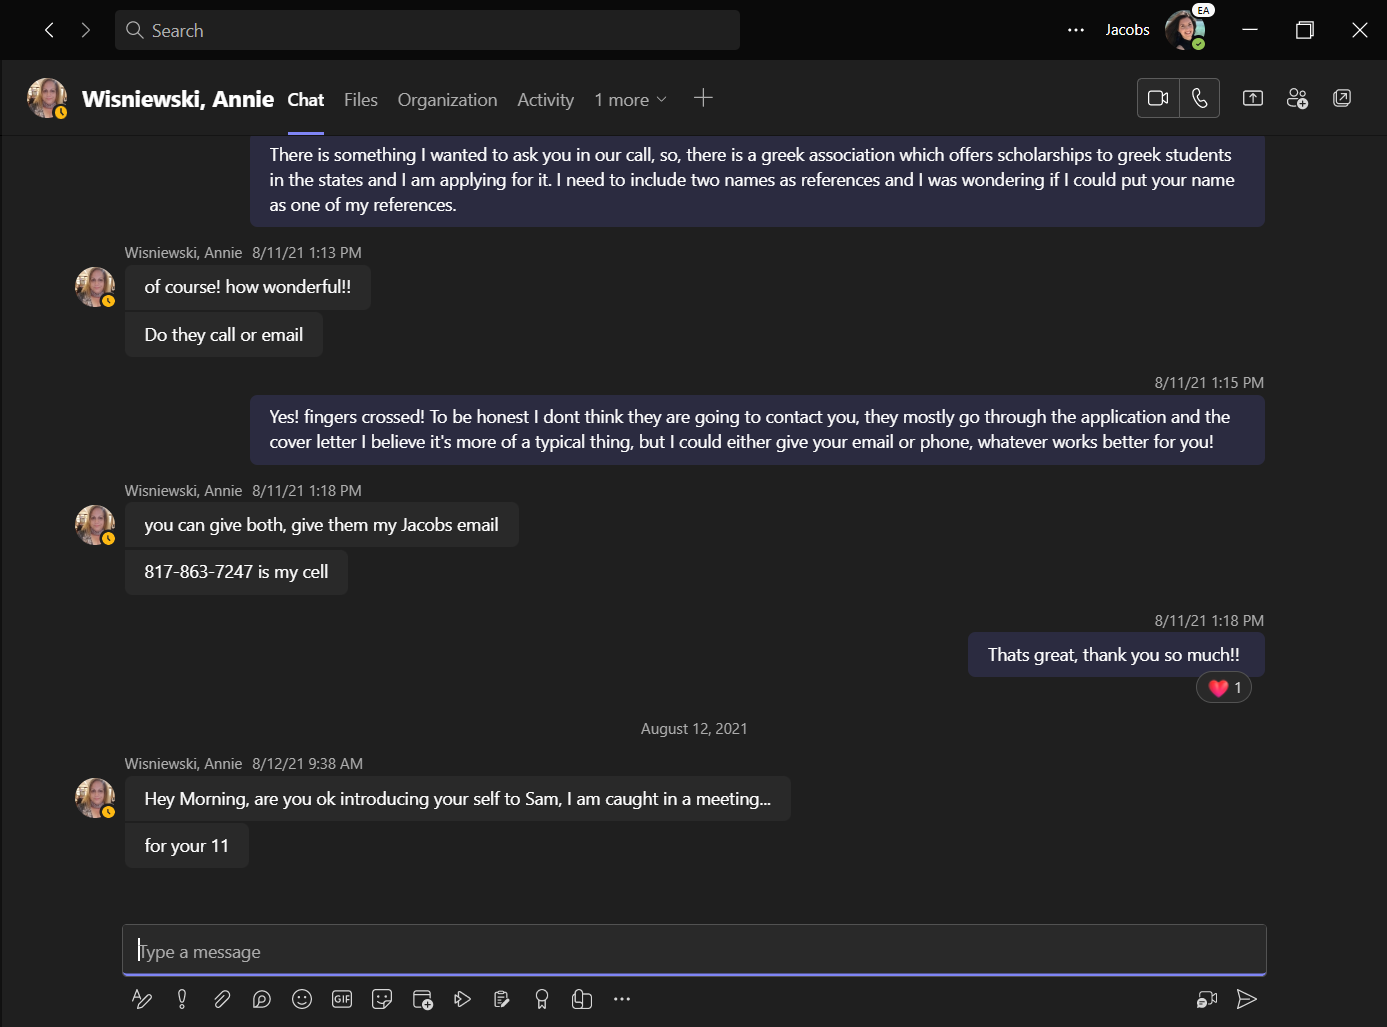 Search
EA
Jacobs
Wisniewski, Annie
Chat
Files
Organization
Activity
1 more
There is something I wanted to ask you in our call, so, there is a greek association which offers scholarships to greek students
in the states and I am applying for it. I need to include two names as references and I was wondering if I could put your name
as one of my references.
Wisniewski, Annie 8/11/21 1:13 PM
of course! how wonderful!!
Do they call or email
8/11/21 1:15 PM
Yes! fingers crossed! To be honest I dont think they are going to contact you, they mostly go through the application and the
cover letter I believe it's more of a typical thing, but I could either give your email or phone, whatever works better for you!
Wisniewski, Annie 8/11/21 1:18 PM
you can give both, give them my Jacobs email
817-863-7247 is my cell
8/11/21 1:18 PM
Thats great, thank you so much!!
1
August 12, 2021
Wisniewski, Annie 8/12/21 9:38 AM
Hey Morning, are you ok introducing your self to Sam, I am caught in a meeting...
for your 11
Type a message
GIF